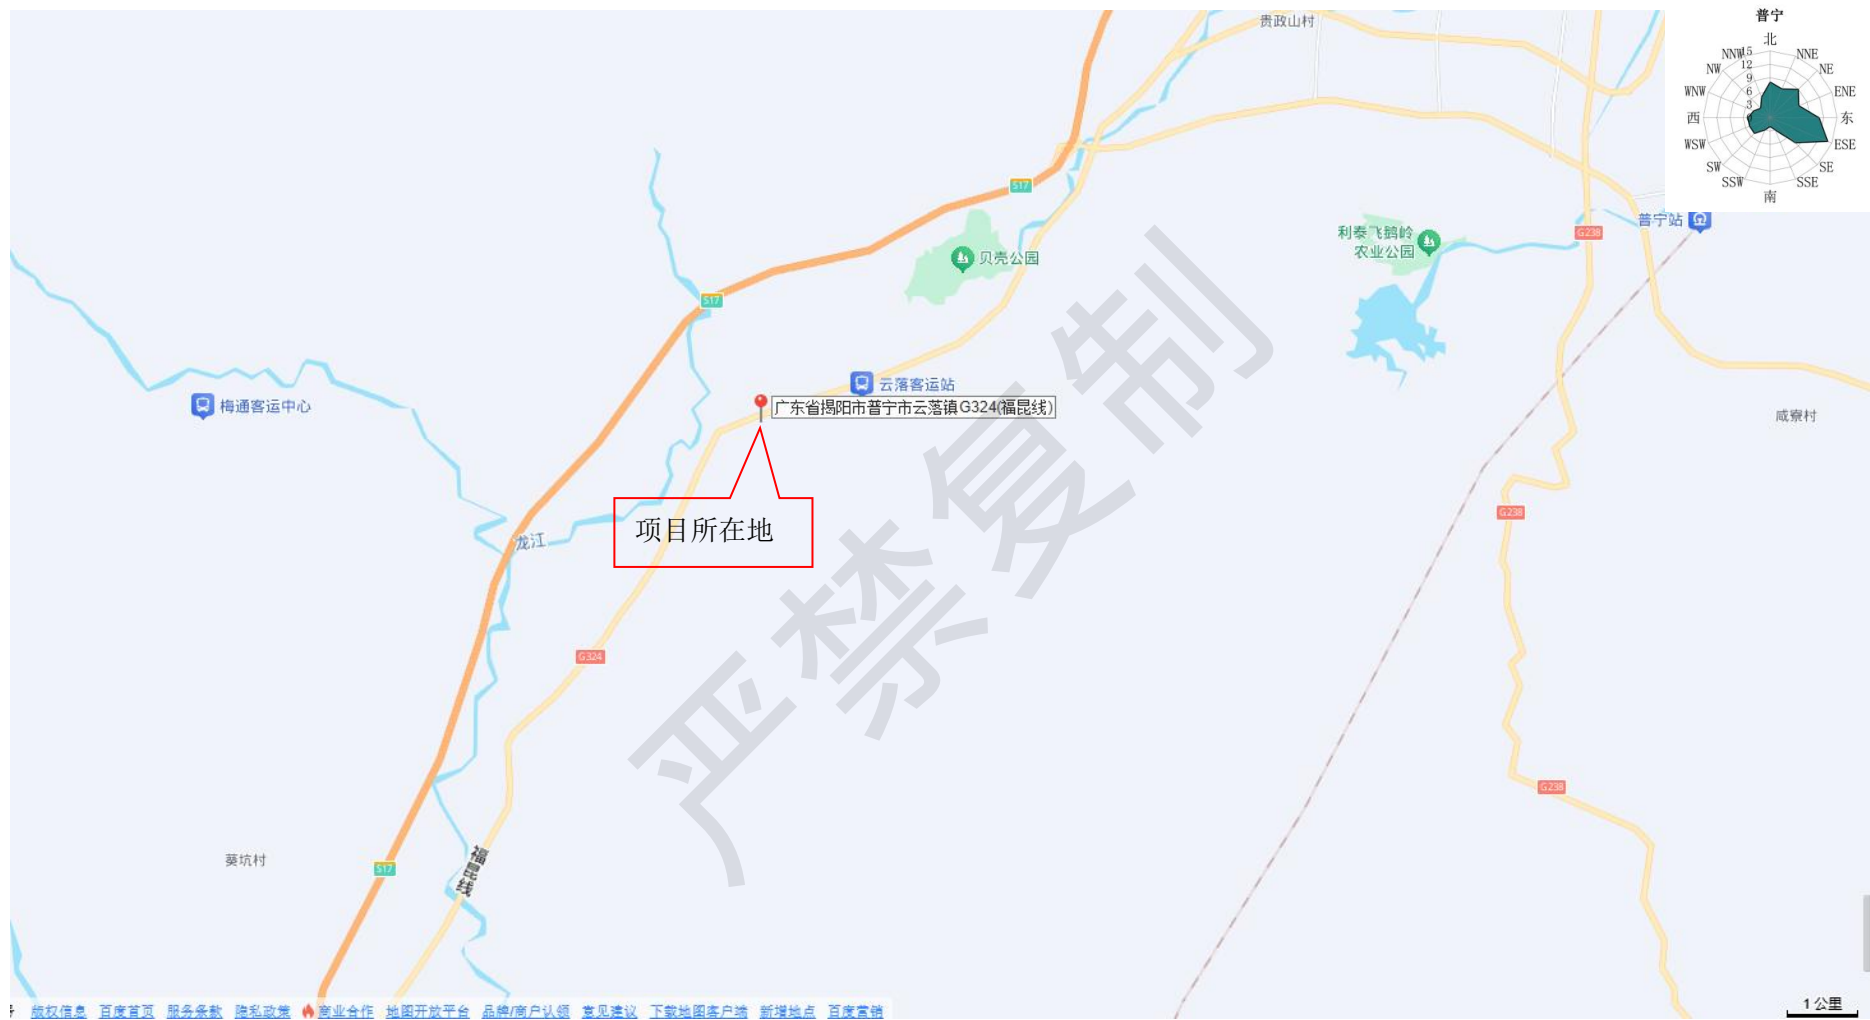 贵政山村
普宁
北
NNW
15
NNE
NW
12
NE
9
WNW
6
ENE
3
西
东
WSW
ESE
SW
SE
SSW
SSE
南
S17
普宁站
利泰飞鹅岭
农业公园
G238
贝壳公园
S17
云落客运站
梅通客运中心
广东省揭阳市普宁市云落镇G324(福昆线)
咸寮村
项目所在地
G238
龙江
G324
G238
葵坑村
S17
福昆线
严禁复制
版权信息 百度首页 服务条款 隐私政策 商业合作 地图开放平台 品牌/商户认领 意见建议 下载地图客户端 新增地点 百度营销
1公里